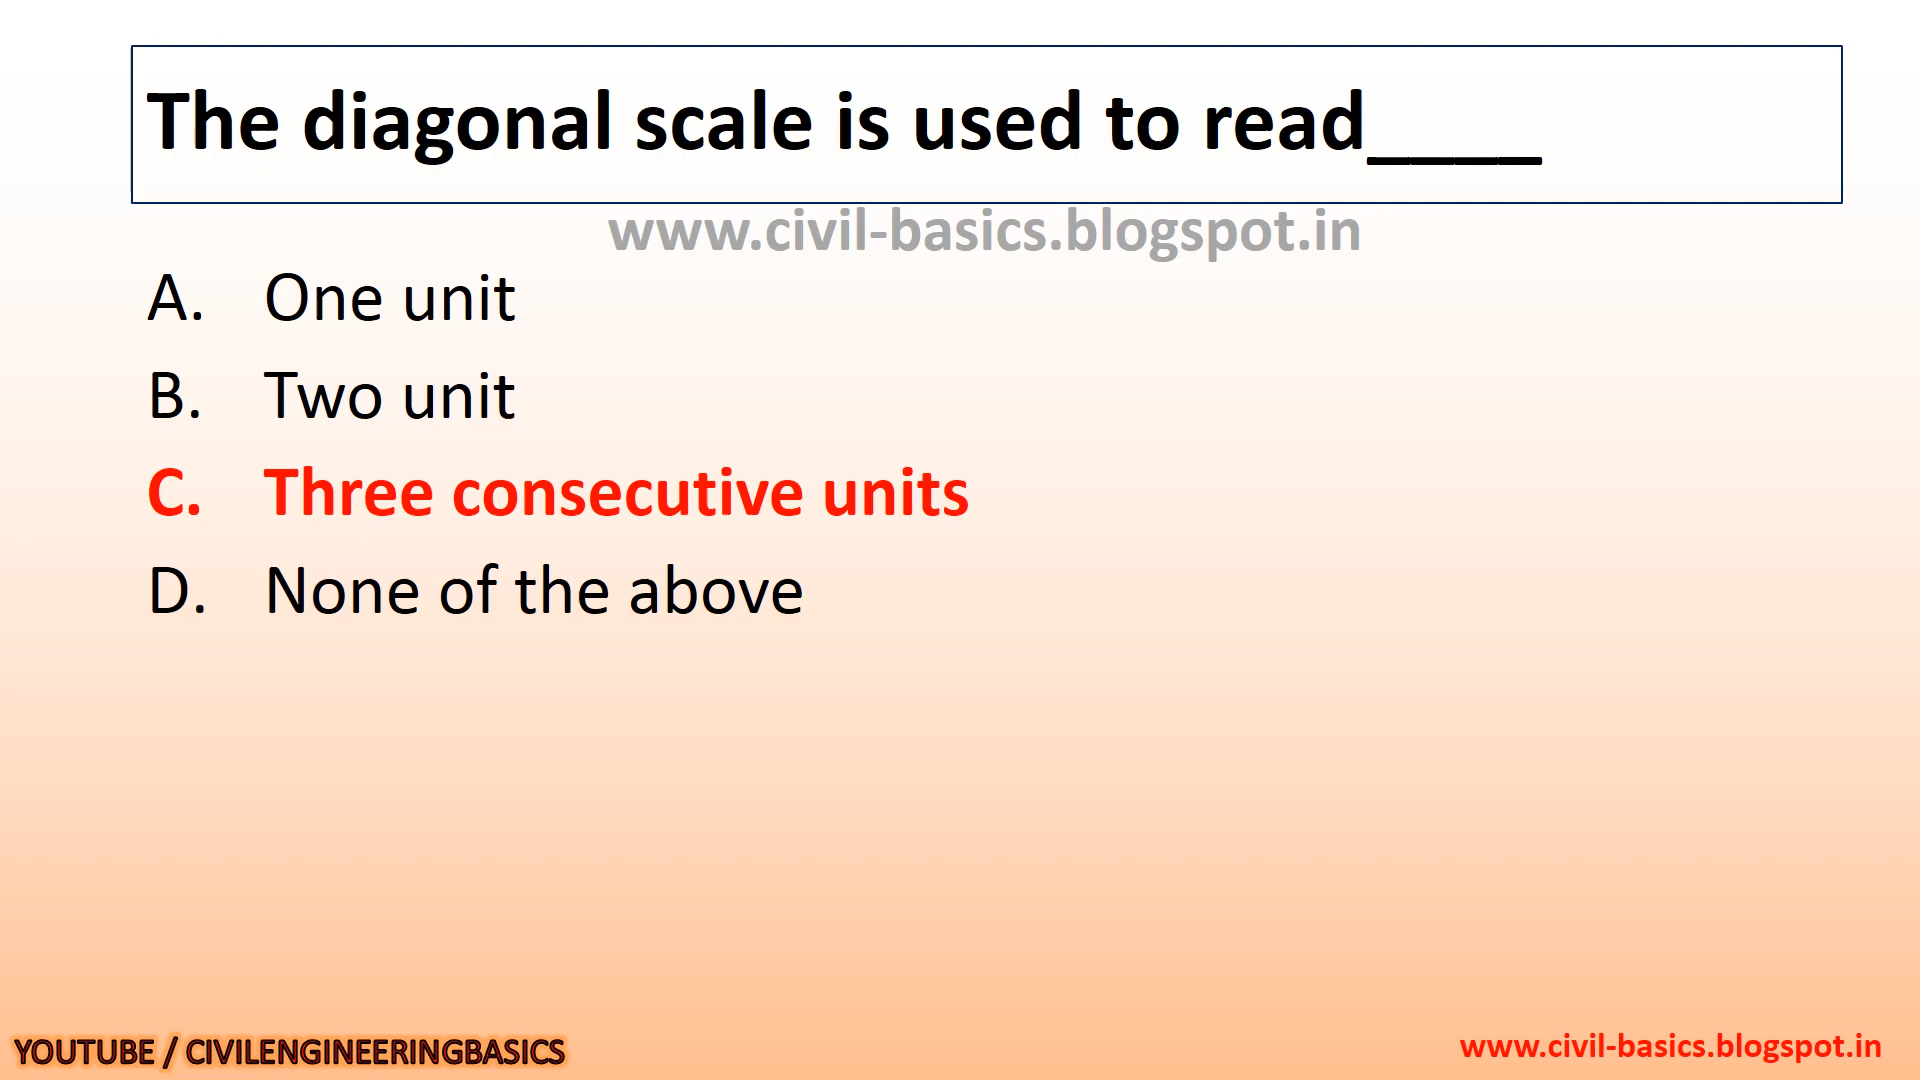 The diagonal scale is used to read____
www.civil-basics.blogspot.in
A. One unit
B. Two unit
C. Three consecutive units
D. None of the above
YOUTUBE / CIVILENGINEERINGBASICS
www.civil-basics.blogspot.in